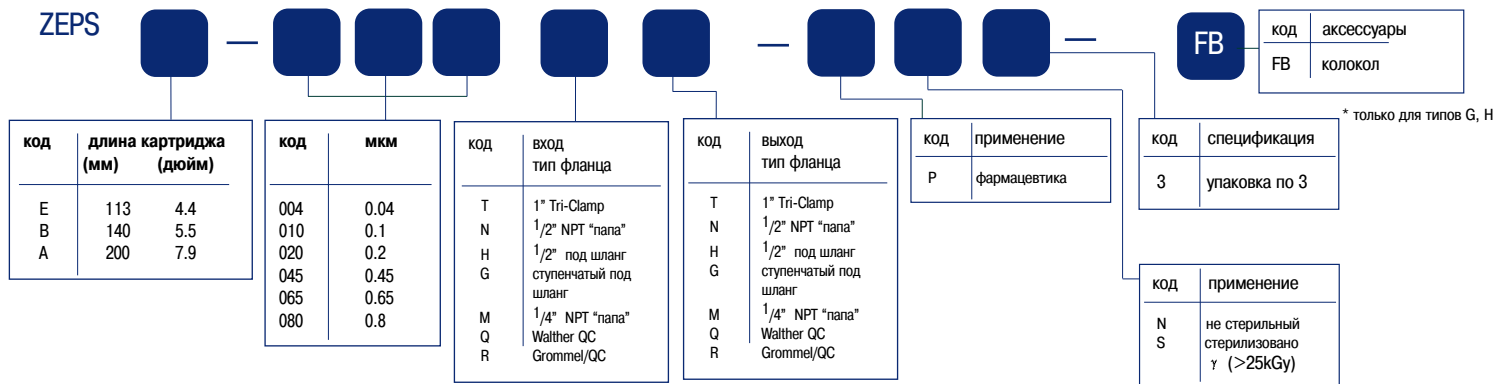 ZEPS — — — FB
код аксессуары
FB колокол
* только для типов G, H
код длина картриджа
(мм) (дюйм)
E 113 4.4
B 140 5.5
A 200 7.9
код мкм
004 0.04
010 0.1
020 0.2
045 0.45
065 0.65
080 0.8
код вход
тип фланца
T 1” Tri-Clamp
N 1/2” NPT “папа”
H 1/2” под шланг
G ступенчатый под
шланг
M 1/4” NPT “папа”
Q Walther QC
R Grommel/QC
код выход
тип фланца
T 1” Tri-Clamp
N 1/2” NPT “папа”
H 1/2” под шланг
G ступенчатый под
шланг
M 1/4” NPT “папа”
Q Walther QC
R Grommel/QC
код применение
P фармацевтика
код спецификация
3 упаковка по 3
код применение
N не стерильный
S стерилизовано
γ (>25kGy)